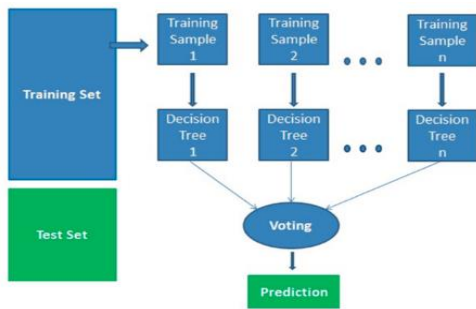 Training Set
Training
Sample
1
Training
Sample
2
Training
Sample
n
Decision
Tree
1
Decision
Tree
2
Decision
Tree
n
Test Set
Voting
Prediction